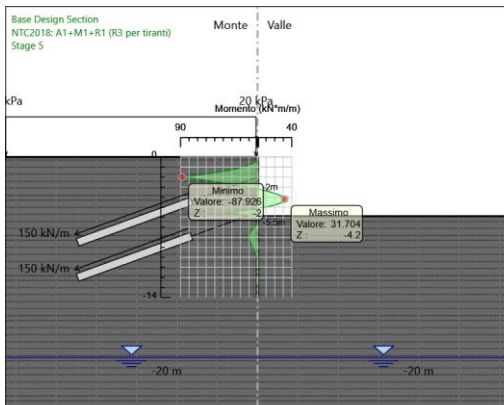 Base Design Section
NTC2018: A1+M1+R1 (R3 per tiranti)
Stage 5
Monte
Valle
kPa
20 kPa
Momento (kN*m/m)
90
40
0
Minimo
Valore: -87.926
Z : -2
-2m
-5.5m
Massimo
Valore: 31.704
Z : -4.2
150 kN/m
150 kN/m
-14
-20 m
-20 m